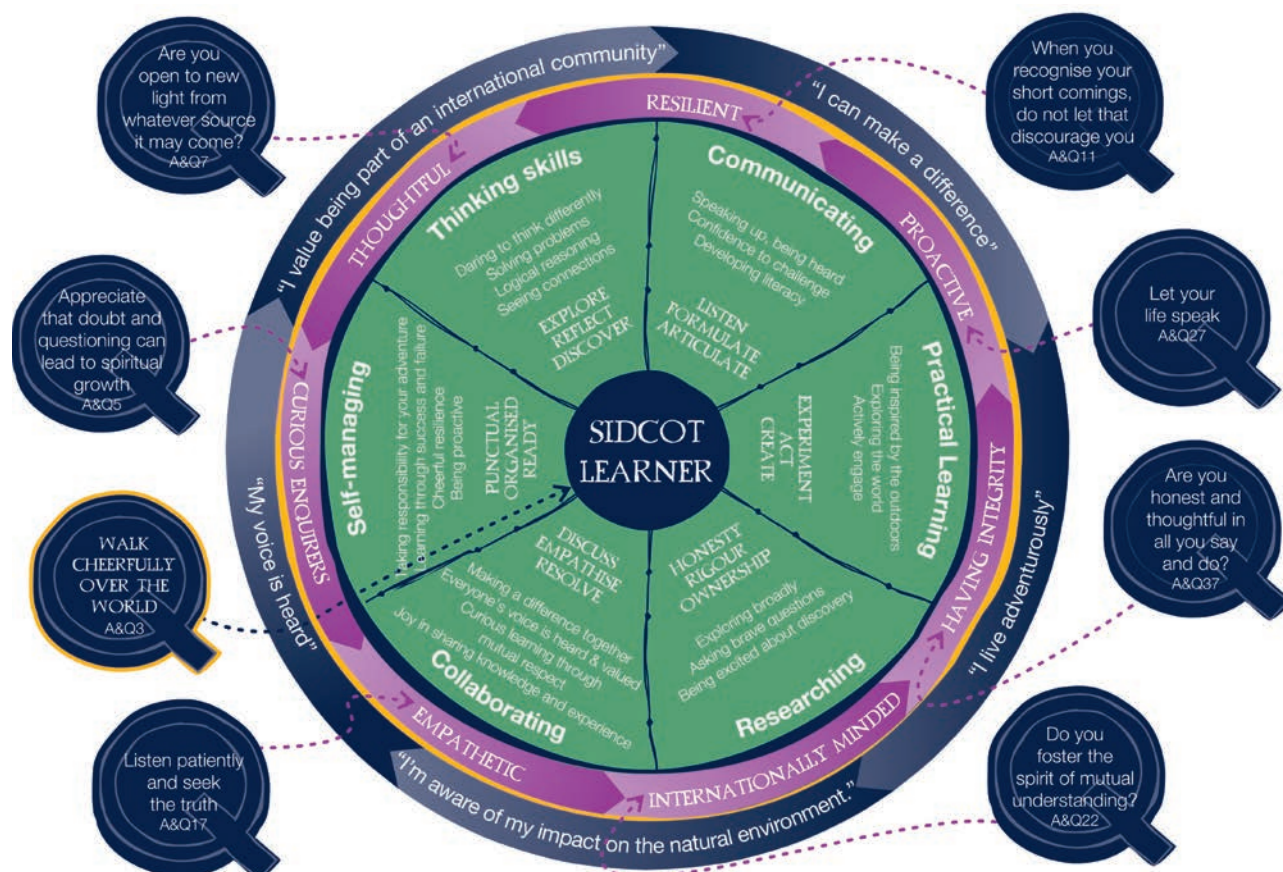 Are you
open to new
light from
whatever source
it may come?
A&Q7
When you
recognise your
short comings,
do not let that
discourage you
A&Q11
Appreciate
that doubt and
questioning can
lead to spiritual
growth
A&Q5
Let your
life speak
A&Q27
WALK
CHEERFULLY
OVER THE
WORLD
A&Q3
Are you
honest and
thoughtful in
all you say
and do?
A&Q37
Listen patiently
and seek
the truth
A&Q17
Do you
foster the
spirit of mutual
understanding?
A&Q22
"I value being part of an international community"
"I can make a difference"
"I live adventurously"
"I'm aware of my impact on the natural environment."
"My voice is heard"
RESILIENT
PROACTIVE
HAVING INTEGRITY
INTERNATIONALLY MINDED
EMPATHETIC
CURIOUS ENQUIRERS
THOUGHTFUL
Thinking skills
Daring to think differently
Solving problems
Logical reasoning
Seeing connections
EXPLORE
REFLECT
DISCOVER
Communicating
Speaking up, being heard
Confidence to challenge
Developing literacy
LISTEN
FORMULATE
ARTICULATE
Practical Learning
Being inspired by the outdoors
Exploring the world
Actively engage
EXPERIMENT
ACT
CREATE
HONESTY
RIGOUR
OWNERSHIP
Exploring broadly
Asking brave questions
Being excited about discovery
Researching
DISCUSS
EMPATHISE
RESOLVE
Making a difference together
Everyone's voice is heard & valued
Curious learning through
mutual respect
Joy in sharing knowledge and experience
Collaborating
Self-managing
Taking responsibility for your adventure
Learning through success and failure
Cheerful resilience
Being proactive
PUNCTUAL
ORGANISED
READY
SIDCOT
LEARNER